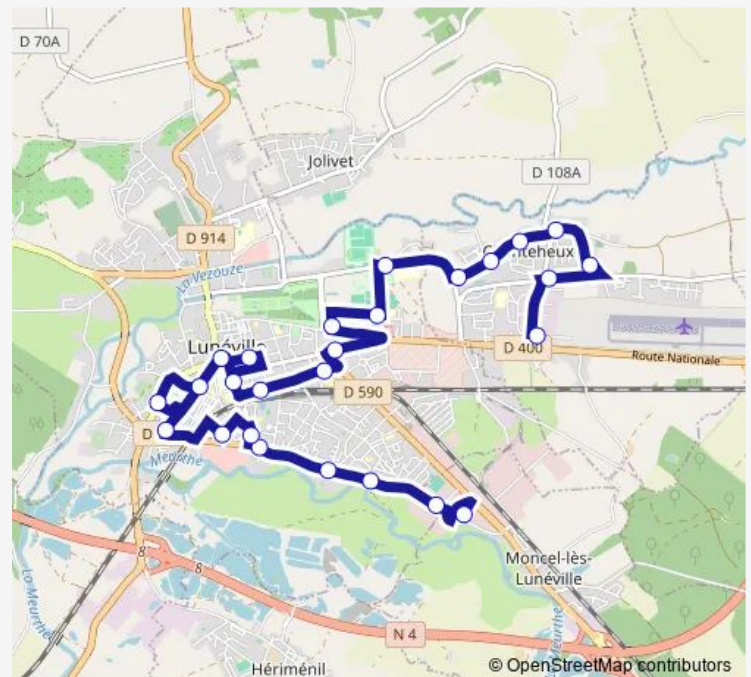 D 70A
Jolivet
D 108A
D 914
La Vezouze
Lunéville
D 400
Route Nationale
D 590
D
Meurthe
8
Moncel-lès-
Lunéville
8
La Meurthe
N 4
Hériménil
© OpenStreetMap contributors